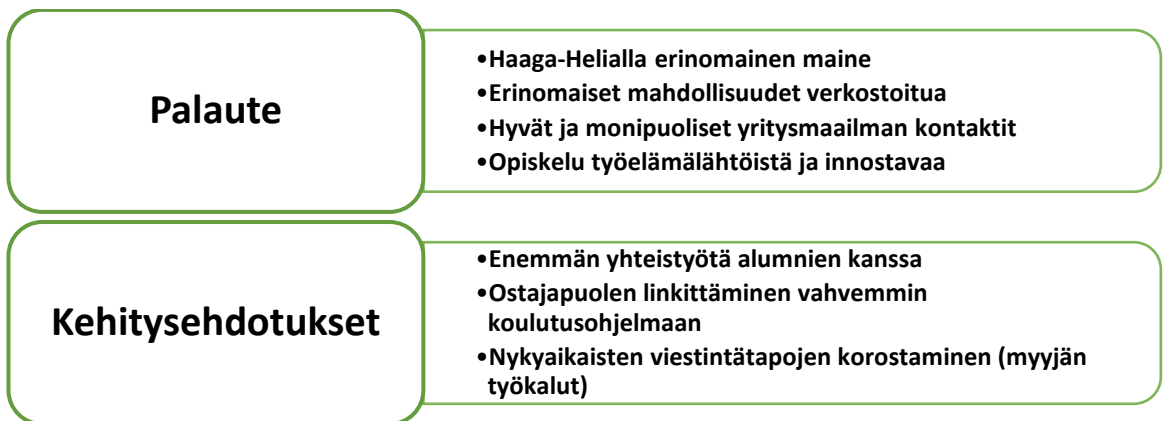 Palaute
•Haaga-Helialla erinomainen maine
•Erinomaiset mahdollisuudet verkostoitua
•Hyvät ja monipuoliset yritysmaailman kontaktit
•Opiskelu työelämälähtöistä ja innostavaa
Kehitysehdotukset
•Enemmän yhteistyötä alumnien kanssa
•Ostajapuolen linkittäminen vahvemmin
koulutusohjelmaan
•Nykyaikaisten viestintätapojen korostaminen (myyjän
työkalut)